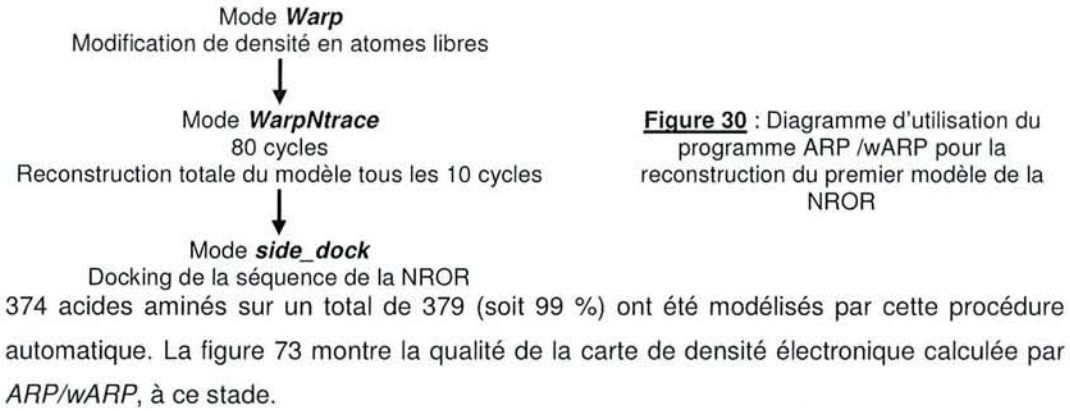 Mode Warp
Modification de densité en atomes libres
Mode WarpNtrace
80 cycles
Reconstruction totale du modèle tous les 10 cycles
Mode side_dock
Docking de la séquence de la NROR
Figure 30 : Diagramme d'utilisation du
programme ARP /wARP pour la
reconstruction du premier modèle de la
NROR
374 acides aminés sur un total de 379 (soit 99 %) ont été modélisés par cette procédure
automatique. La figure 73 montre la qualité de la carte de densité électronique calculée par
ARP/wARP, à ce stade.